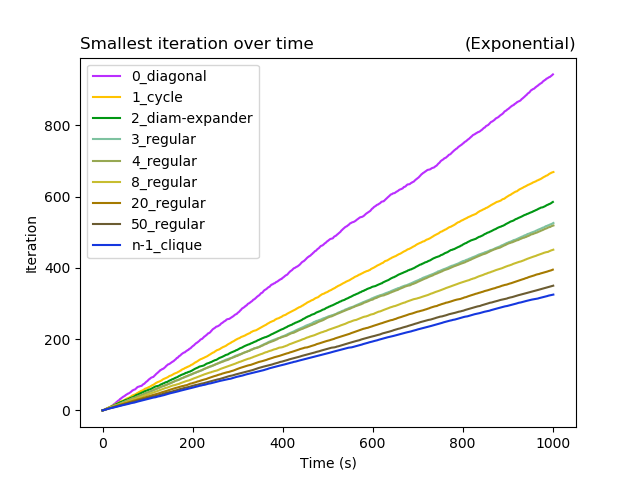 Smallest iteration over time (Exponential)
0_diagonal
1_cycle
2_diam-expander
3_regular
4_regular
8_regular
20_regular
50_regular
n-1_clique
800
600
400
200
0
Iteration
0 200 400 600 800 1000
Time (s)